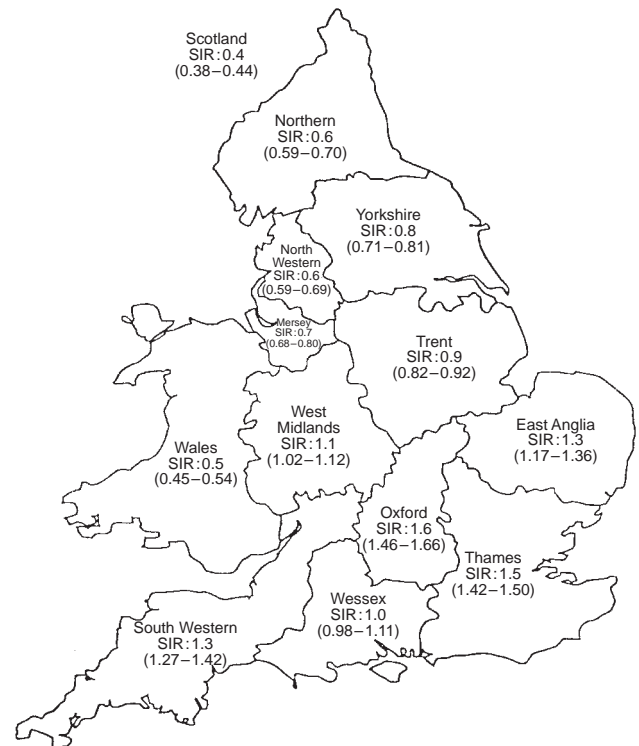 Scotland
SIR:0.4
(0.38–0.44)
Northern
SIR:0.6
(0.59–0.70)
Yorkshire
SIR:0.8
(0.71–0.81)
North
Western
SIR:0.6
(0.59–0.69)
Mersey
SIR:0.7
(0.68–0.80)
Trent
SIR:0.9
(0.82–0.92)
West
Midlands
SIR:1.1
(1.02–1.12)
East Anglia
SIR:1.3
(1.17–1.36)
Wales
SIR:0.5
(0.45–0.54)
Oxford
SIR:1.6
(1.46–1.66)
Thames
SIR:1.5
(1.42–1.50)
Wessex
SIR:1.0
(0.98–1.11)
South Western
SIR:1.3
(1.27–1.42)